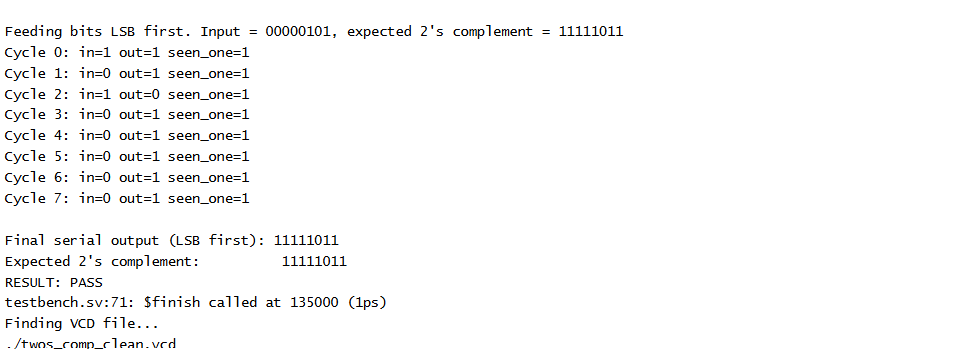 Feeding bits LSB first. Input = 00000101, expected 2's complement = 11111011
Cycle 0: in=1 out=1 seen_one=1
Cycle 1: in=0 out=1 seen_one=1
Cycle 2: in=1 out=0 seen_one=1
Cycle 3: in=0 out=1 seen_one=1
Cycle 4: in=0 out=1 seen_one=1
Cycle 5: in=0 out=1 seen_one=1
Cycle 6: in=0 out=1 seen_one=1
Cycle 7: in=0 out=1 seen_one=1
Final serial output (LSB first): 11111011
Expected 2's complement:          11111011
RESULT: PASS
testbench.sv:71: $finish called at 135000 (1ps)
Finding VCD file...
./twos_comp_clean.vcd